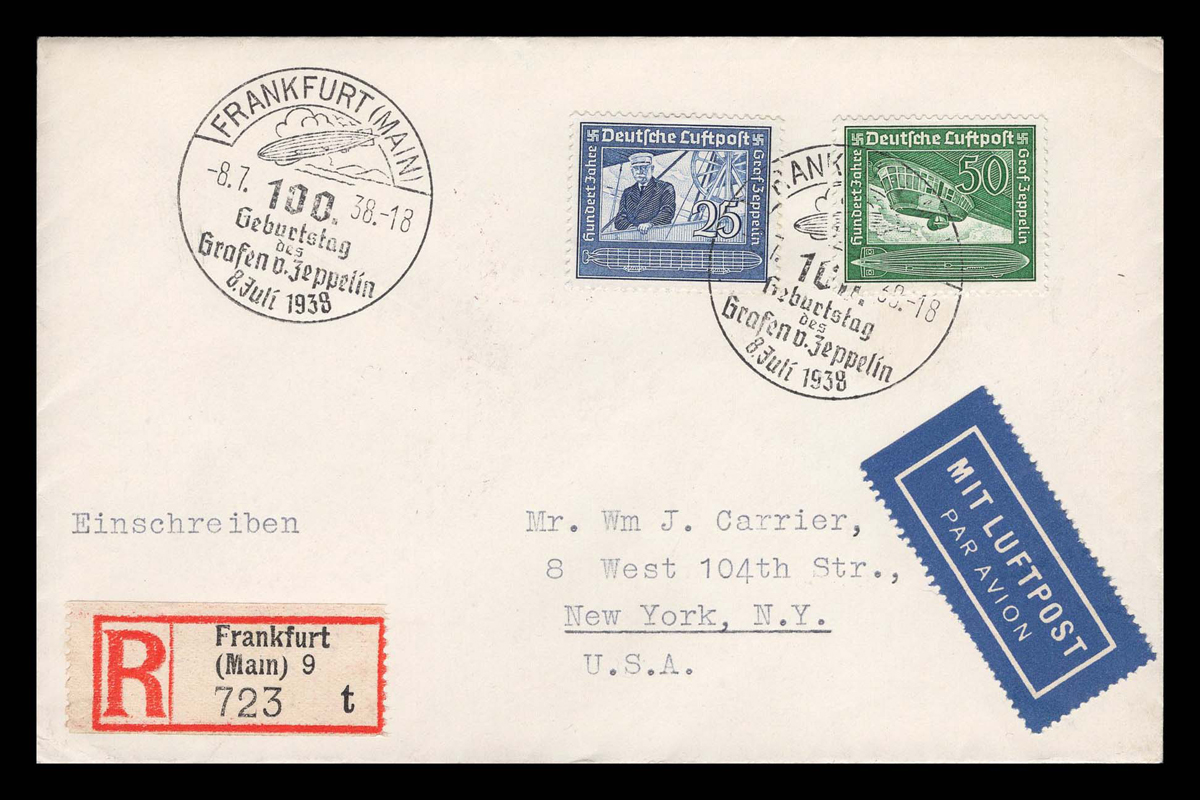 FRANKFURT (MAIN)
-8.7. 38.-18
100.
Geburtstag
des
Grafen v. Zeppelin
8. Juli 1938
Deutsche Luftpost
Hundert Jahre
Graf Zeppelin
25
Deutsche Luftpost
Hundert Jahre
Graf Zeppelin
50
38.-18
Geburtstag
des
Grafen v. Zeppelin
8. Juli 1938
MIT LUFTPOST
PAR AVION
Einschreiben
Mr. Wm J. Carrier,
8 West 104th Str.,
New York, N.Y.
U.S.A.
R
Frankfurt
(Main) 9
723 t